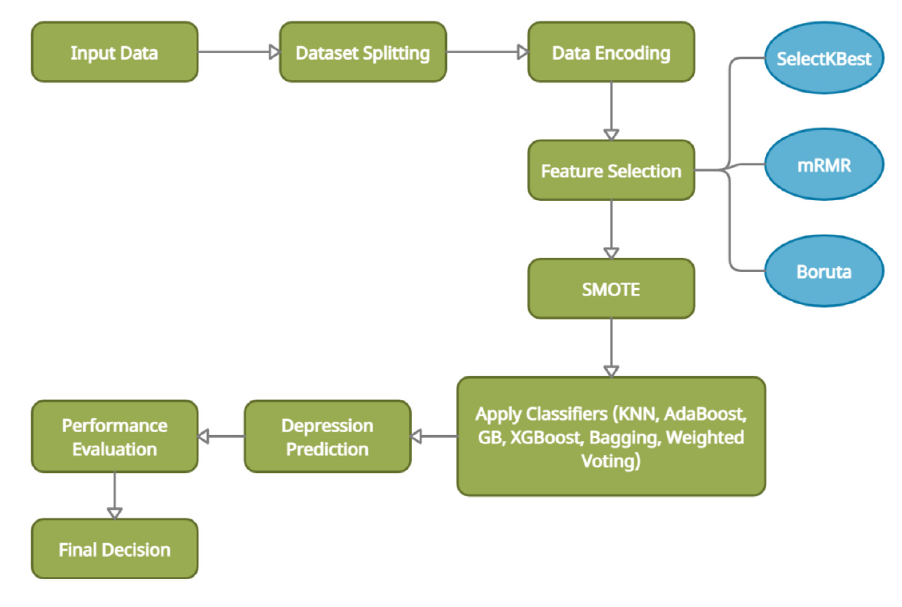 Input Data
Dataset Splitting
Data Encoding
SelectKBest
Feature Selection
mRMR
Boruta
SMOTE
Apply Classifiers (KNN, AdaBoost,
GB, XGBoost, Bagging, Weighted
Voting)
Depression
Prediction
Performance
Evaluation
Final Decision